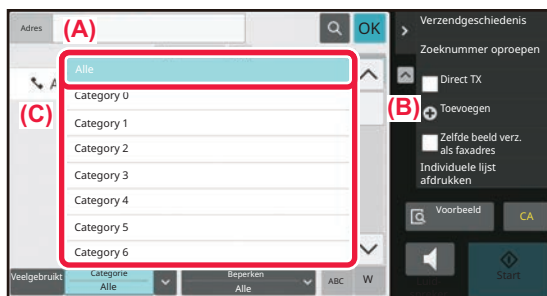 Adres
(A)
OK
Alle
A
(C)
Category 0
Category 1
Category 2
Category 3
Category 4
Category 5
Category 6
Veelgebruikt
Categorie
Alle
Beperken
Alle
ABC
W
Verzendgeschiedenis
Zoeknummer oproepen
Direct TX
(B)
Toevoegen
Zelfde beeld verz.
als faxadres
Individuele lijst
afdrukken
Voorbeeld
CA
Start